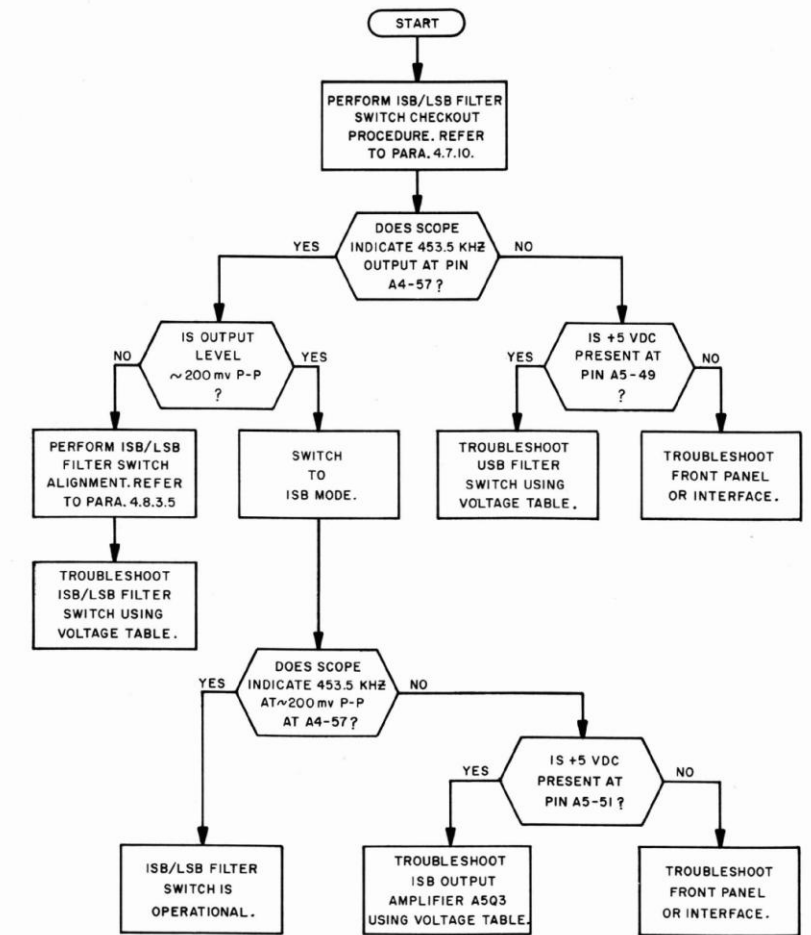 START
PERFORM ISB/LSB FILTER
SWITCH CHECKOUT
PROCEDURE. REFER
TO PARA. 4.7.10.
DOES SCOPE
INDICATE 453.5 KHZ
OUTPUT AT PIN
A4-57?
YES
NO
IS OUTPUT
LEVEL
~200mv P-P
?
NO
YES
IS +5 VDC
PRESENT AT
PIN A5-49
?
YES
NO
PERFORM ISB/LSB
FILTER SWITCH
ALIGNMENT. REFER
TO PARA. 4.8.3.5
SWITCH
TO
ISB MODE.
TROUBLESHOOT
USB FILTER
SWITCH USING
VOLTAGE TABLE.
TROUBLESHOOT
FRONT PANEL
OR INTERFACE.
TROUBLESHOOT
ISB/LSB FILTER
SWITCH USING
VOLTAGE TABLE.
DOES SCOPE
INDICATE 453.5 KHZ
AT~200mv P-P
AT A4-57?
YES
NO
IS +5 VDC
PRESENT AT
PIN A5-51?
YES
NO
ISB/LSB FILTER
SWITCH IS
OPERATIONAL.
TROUBLESHOOT
ISB OUTPUT
AMPLIFIER A5Q3
USING VOLTAGE TABLE.
TROUBLESHOOT
FRONT PANEL
OR INTERFACE.